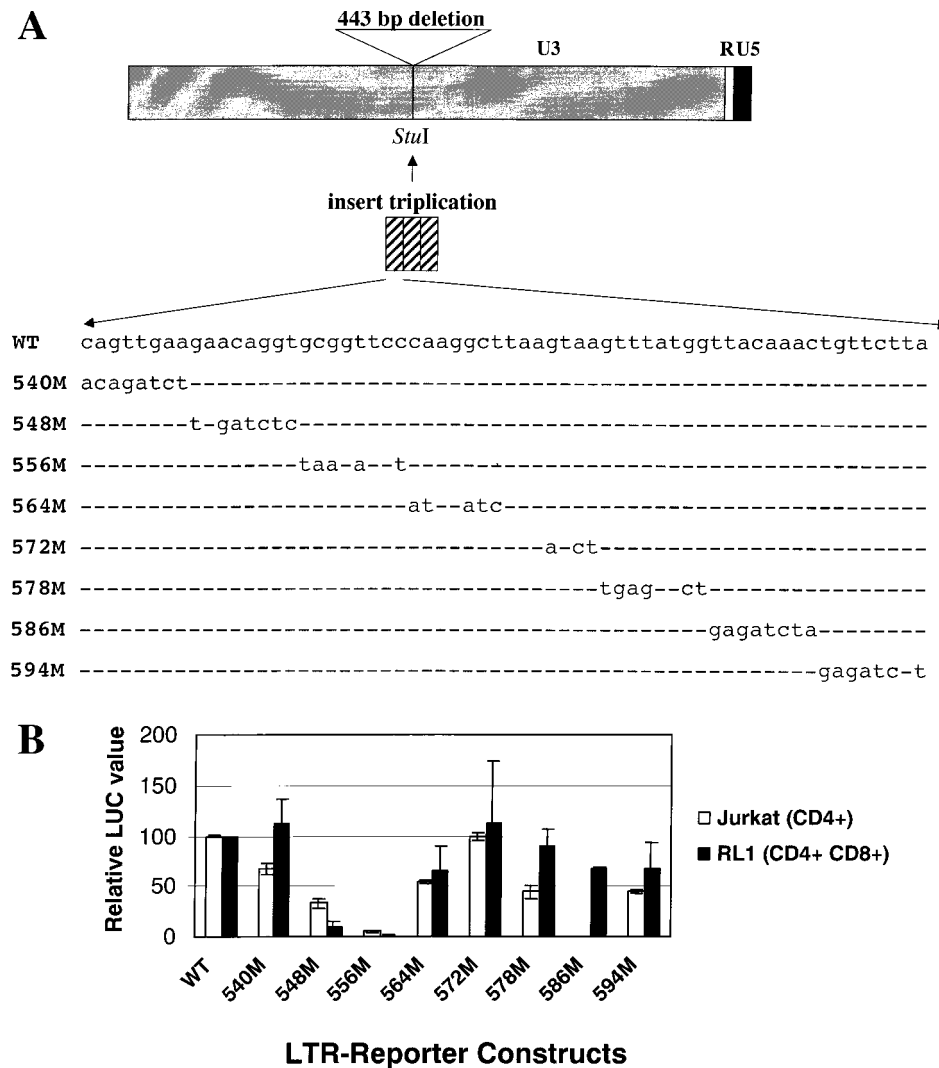 A
443 bp deletion
U3
RU5
StuI
insert triplication
WT cagttgaagaacaggtgcggttcccaaggcttaagtaagtttatggttacaaactgttctta
540M acagatct------------------------------------------------------
548M --------t-gatctc----------------------------------------------
556M ----------------taa-a--t--------------------------------------
564M ------------------------at--atc-------------------------------
572M ----------------------------------a-ct------------------------
578M --------------------------------------tgag--ct----------------
586M ----------------------------------------------gagatcta--------
594M ------------------------------------------------------gagatc-t
B
Relative LUC value
200
150
100
50
0
WT 540M 548M 556M 564M 572M 578M 586M 594M
Jurkat (CD4+)
RL1 (CD4+ CD8+)
LTR-Reporter Constructs